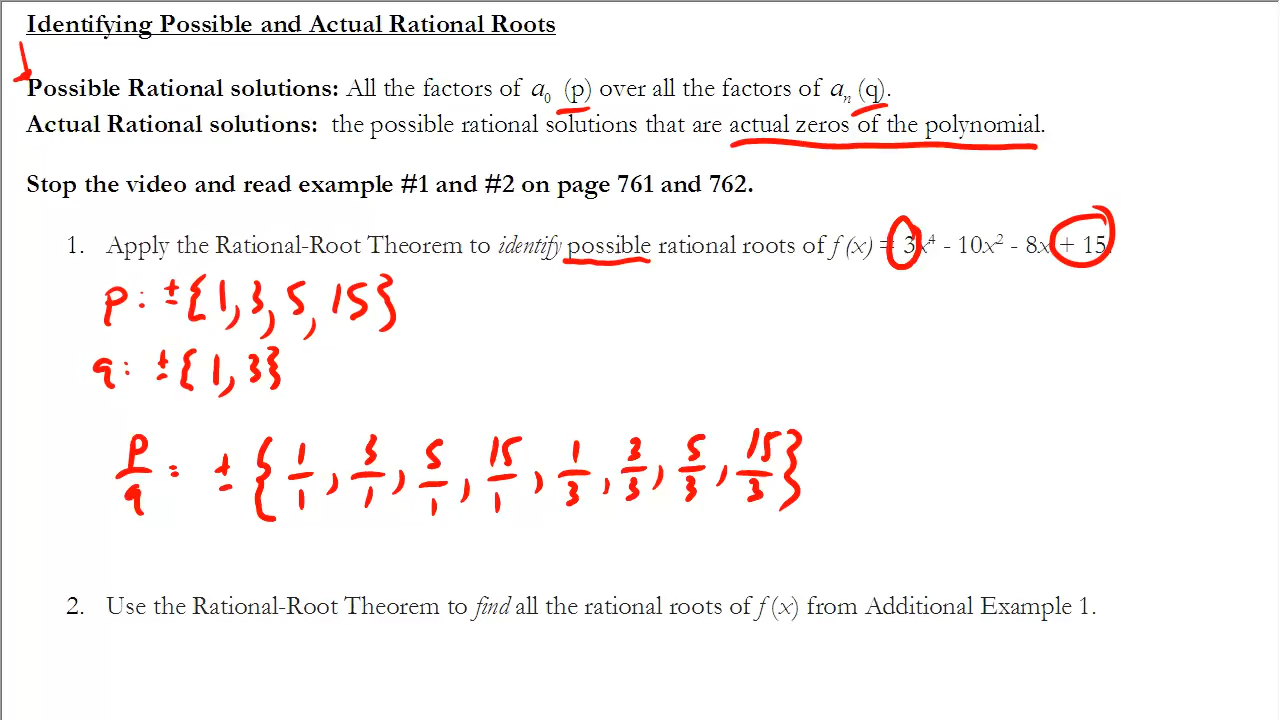 Identifying Possible and Actual Rational Roots
Possible Rational solutions: All the factors of a₀ (p) over all the factors of aₙ (q).
Actual Rational solutions: the possible rational solutions that are actual zeros of the polynomial.
Stop the video and read example #1 and #2 on page 761 and 762.
1. Apply the Rational-Root Theorem to identify possible rational roots of f (x) = 3x⁴ - 10x² - 8x + 15.
p: ±{1, 3, 5, 15}
q: ±{1, 3}
p/q: ± {1/1, 3/1, 5/1, 15/1, 1/3, 3/3, 5/3, 15/3}
2. Use the Rational-Root Theorem to find all the rational roots of f (x) from Additional Example 1.